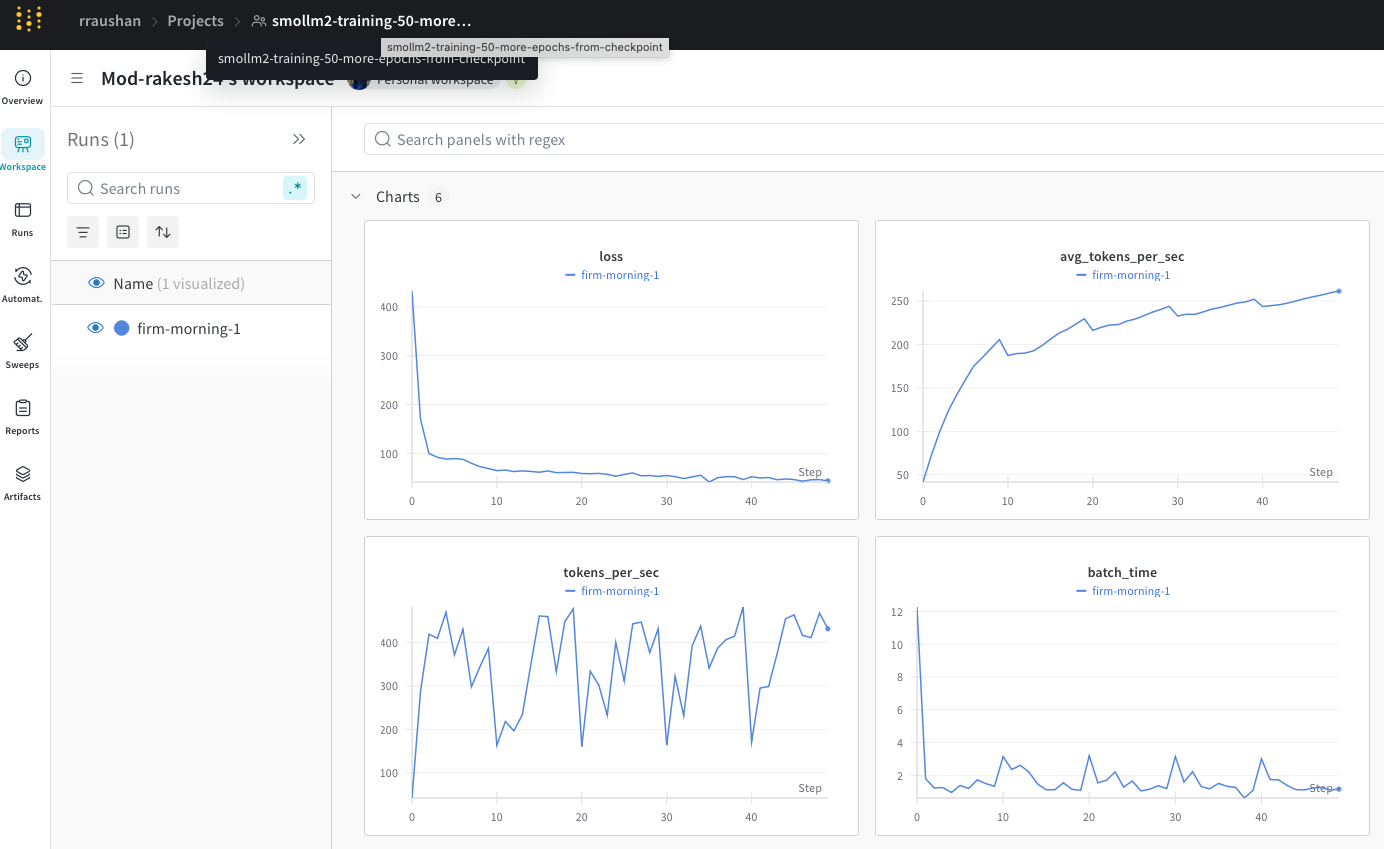 rraushan > Projects > smollm2-training-50-more...
smollm2-training-50-more-epochs-from-checkpoint
smollm2-training-50-more-epochs-from-checkpoint
Mod-rakesh24's workspace Personal workspace
Overview
Workspace
Runs
Automat.
Sweeps
Reports
Artifacts
Runs (1)
Search runs .*
Name (1 visualized)
firm-morning-1
Search panels with regex
Charts 6
loss
firm-morning-1
400
300
200
100
Step
0 10 20 30 40
avg_tokens_per_sec
firm-morning-1
250
200
150
100
50
Step
0 10 20 30 40
tokens_per_sec
firm-morning-1
400
300
200
100
Step
0 10 20 30 40
batch_time
firm-morning-1
12
10
8
6
4
2
Step
0 10 20 30 40